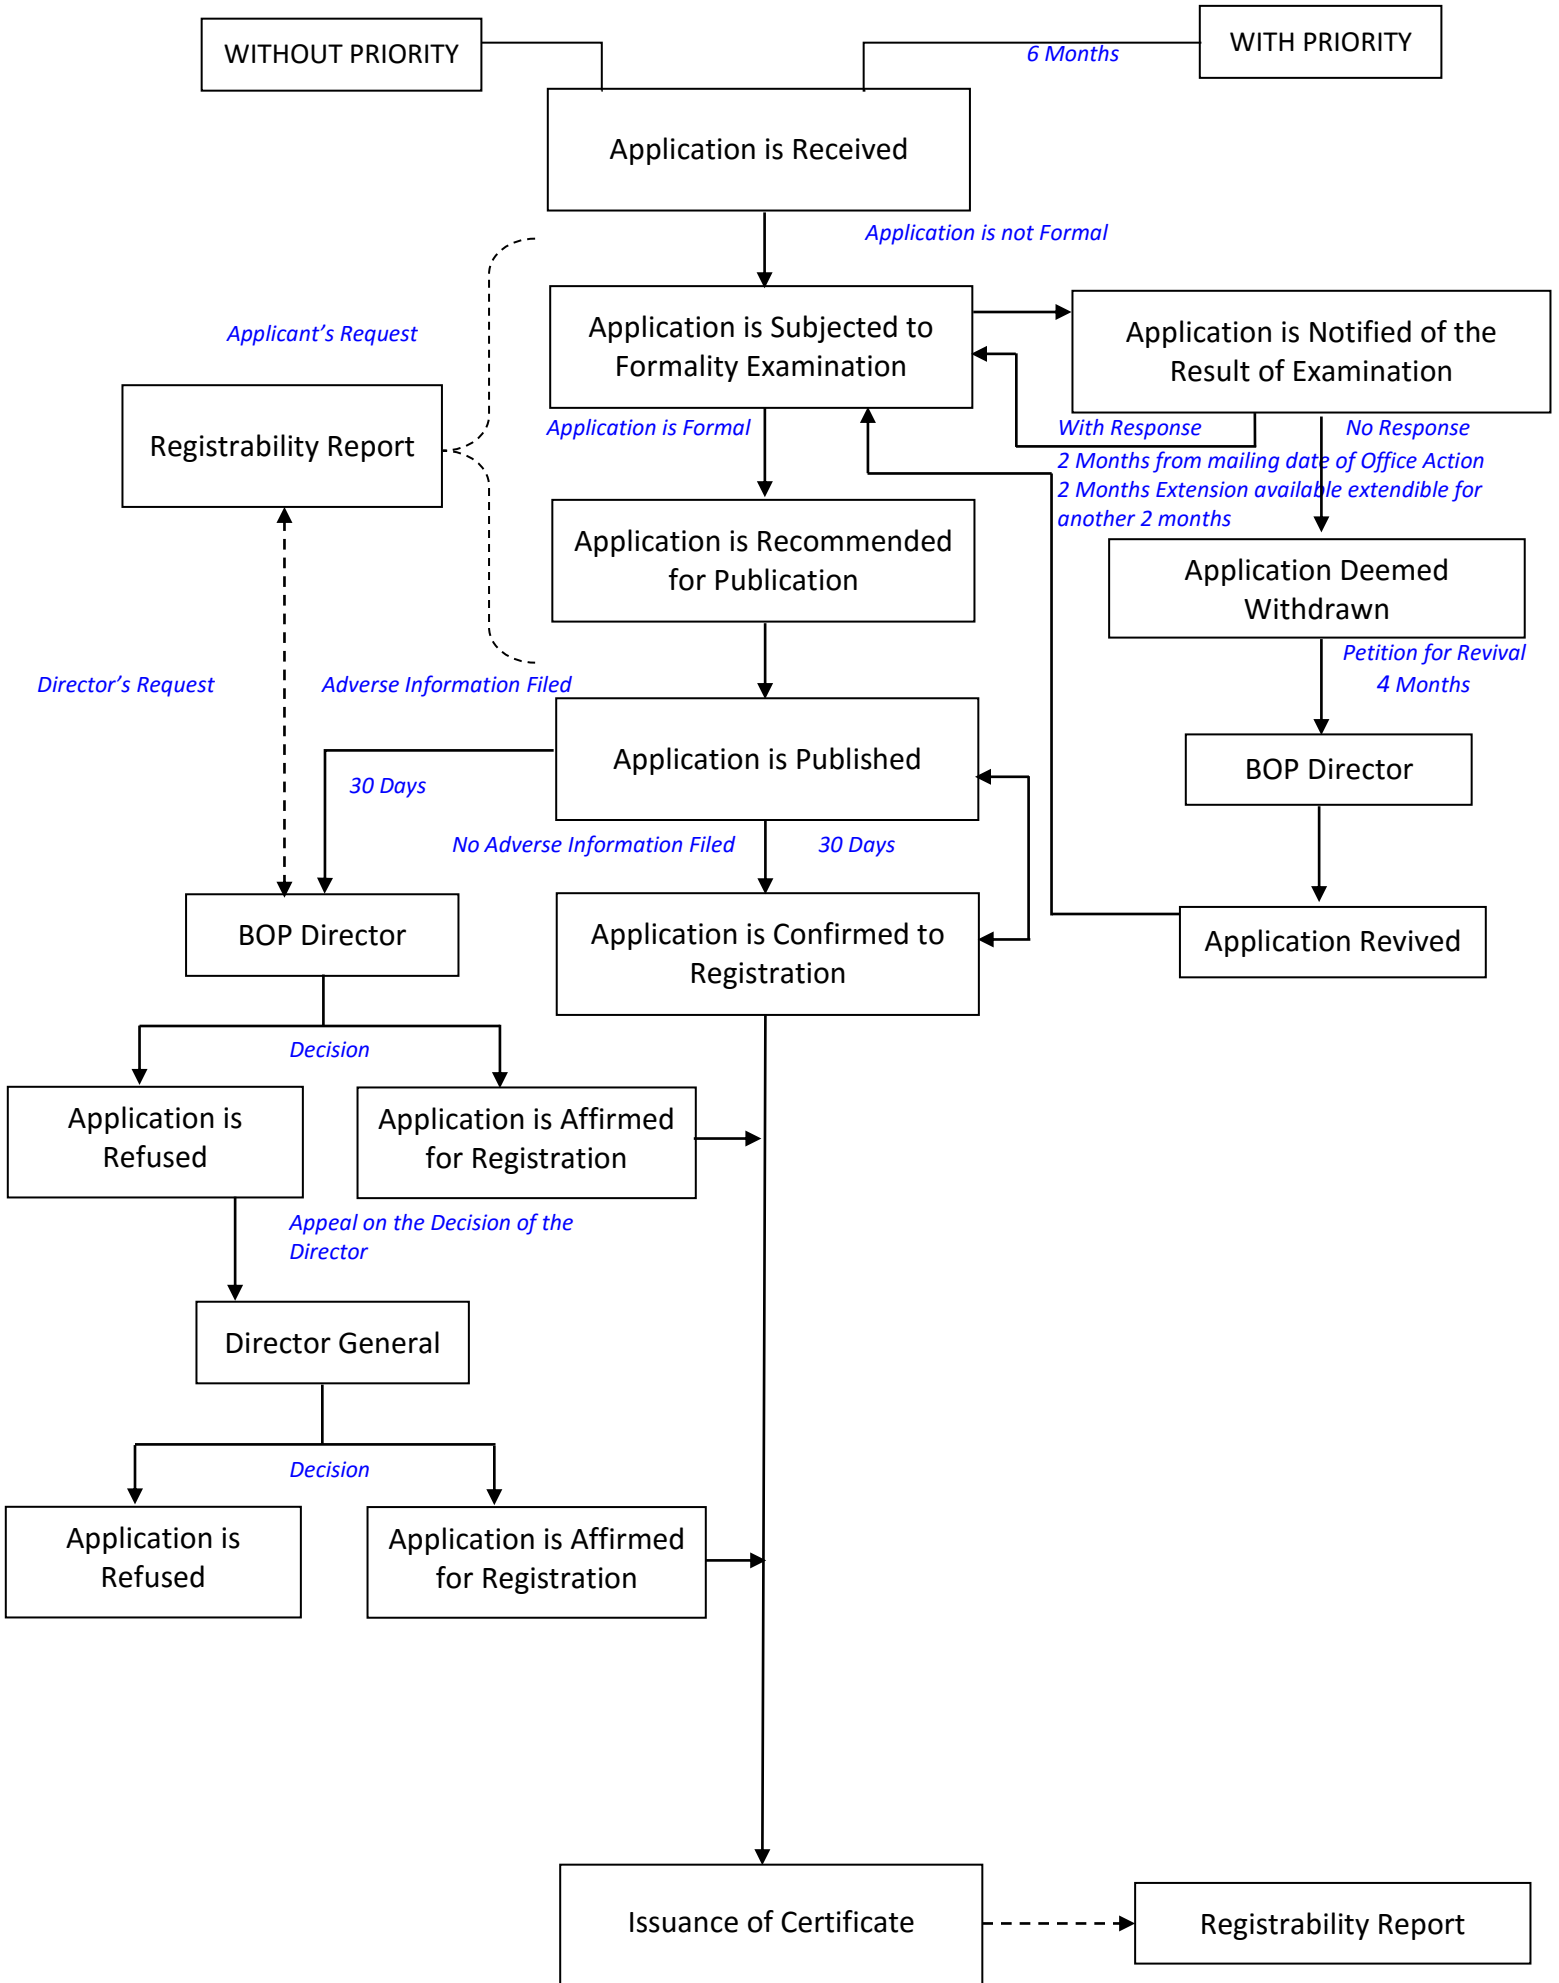 WITHOUT PRIORITY
6 Months
WITH PRIORITY
Application is Received
Application is not Formal
Applicant’s Request
Application is Subjected to
Formality Examination
Application is Notified of the
Result of Examination
Registrability Report
Application is Formal
With Response
No Response
2 Months from mailing date of Office Action
2 Months Extension available extendible for
another 2 months
Application is Recommended
for Publication
Application Deemed
Withdrawn
Petition for Revival
4 Months
Director’s Request
Adverse Information Filed
Application is Published
BOP Director
30 Days
No Adverse Information Filed
30 Days
BOP Director
Application is Confirmed to
Registration
Application Revived
Decision
Application is
Refused
Application is Affirmed
for Registration
Appeal on the Decision of the
Director
Director General
Decision
Application is
Refused
Application is Affirmed
for Registration
Issuance of Certificate
Registrability Report